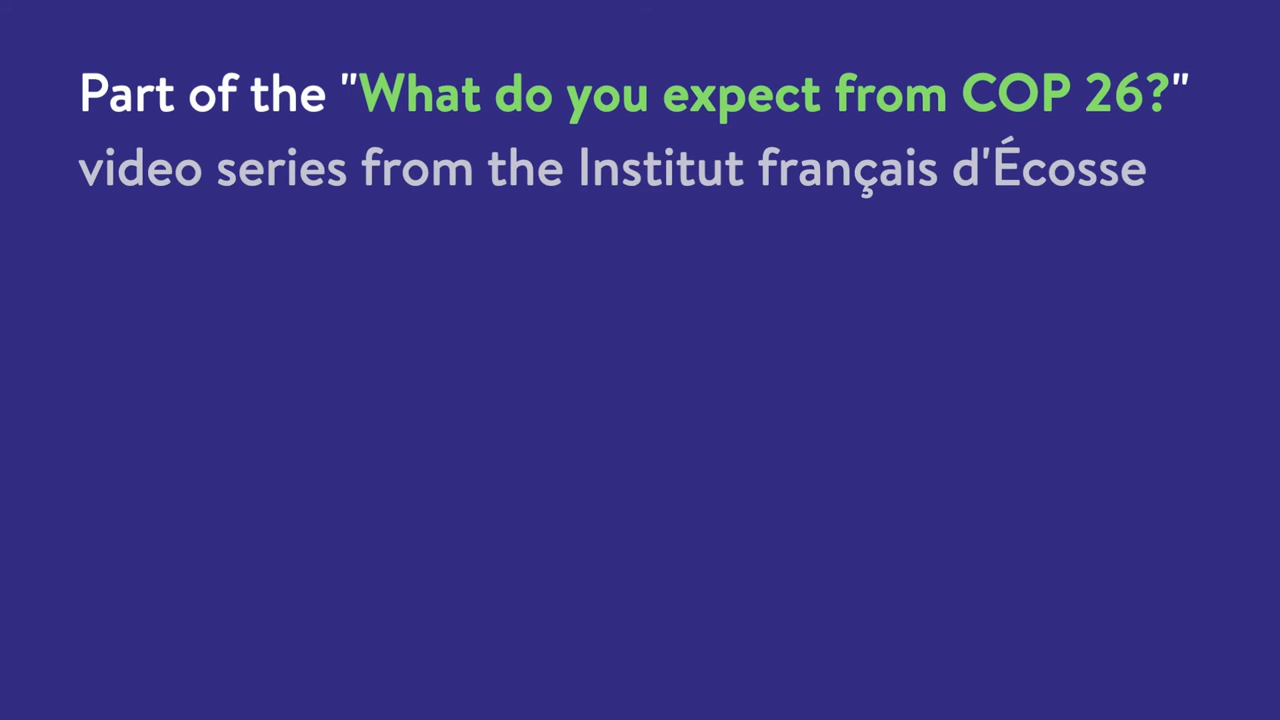 Part of the "What do you expect from COP 26?"
video series from the Institut français d'Écosse